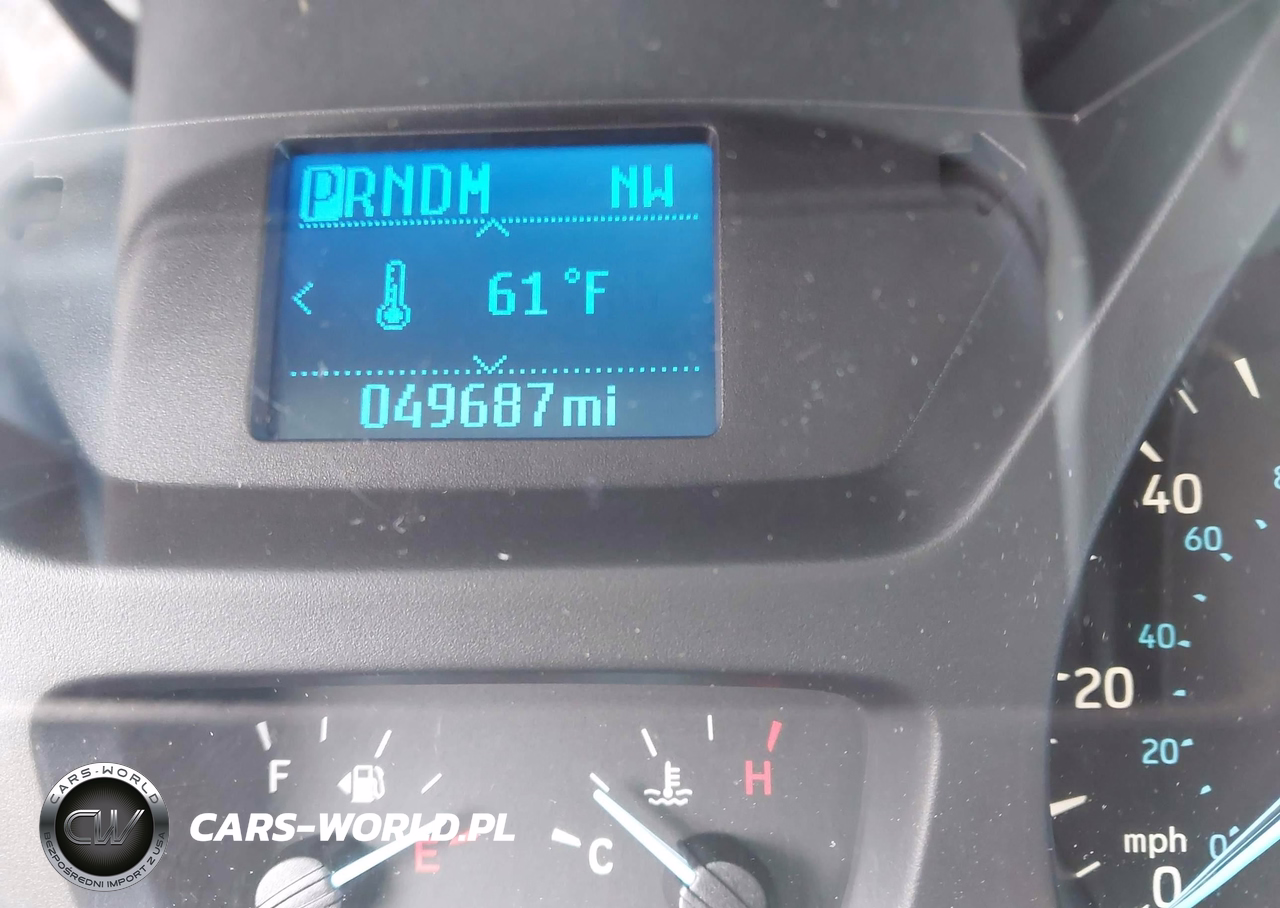 PRNDM NW
61°F
049687mi
F
E
C
H
40
60
40
20
20
mph
0
0
CARS-WORLD
CW
BEZPOŚREDNI IMPORT Z USA
CARS-WORLD.PL